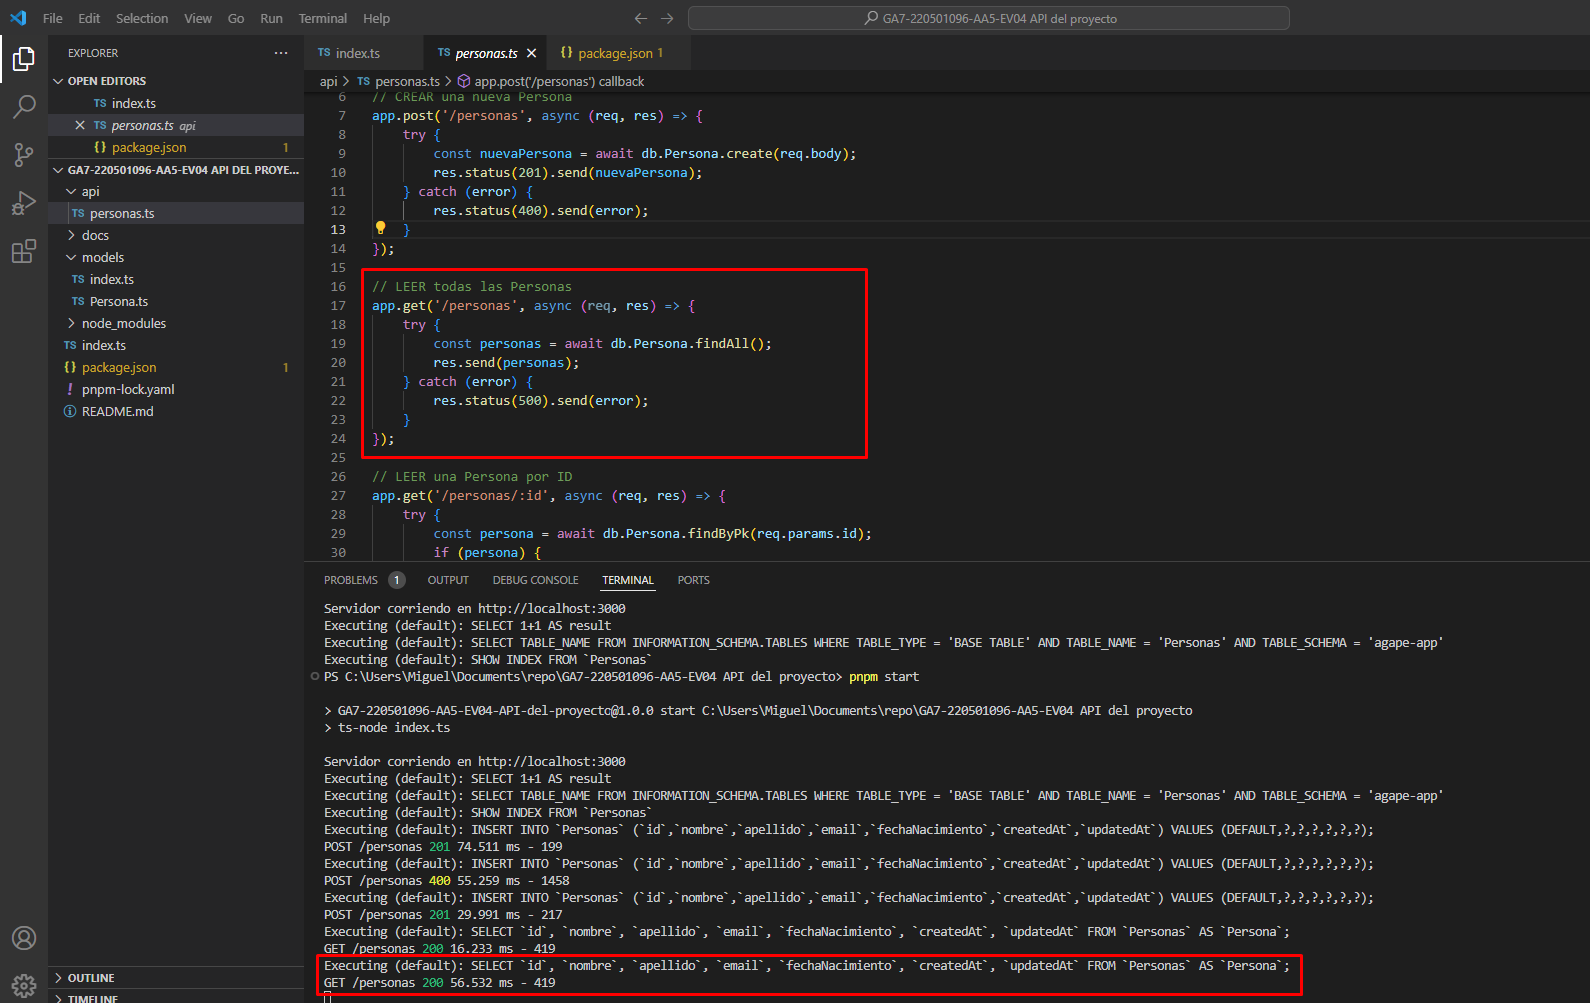 File Edit Selection View Go Run Terminal Help
GA7-220501096-AA5-EV04 API del proyecto
EXPLORER
OPEN EDITORS
TS index.ts
TS personas.ts api
{} package.json 1
GA7-220501096-AA5-EV04 API DEL PROYE...
api
TS personas.ts
docs
models
TS index.ts
TS Persona.ts
node_modules
TS index.ts
{} package.json 1
! pnpm-lock.yaml
README.md
OUTLINE
TIMELINE
TS index.ts TS personas.ts {} package.json 1
api > TS personas.ts > app.post('/personas') callback
6 // CREAR una nueva Persona
7 app.post('/personas', async (req, res) => {
8 try {
9 const nuevaPersona = await db.Persona.create(req.body);
10 res.status(201).send(nuevaPersona);
11 } catch (error) {
12 res.status(400).send(error);
13 }
14 });
15
16 // LEER todas las Personas
17 app.get('/personas', async (req, res) => {
18 try {
19 const personas = await db.Persona.findAll();
20 res.send(personas);
21 } catch (error) {
22 res.status(500).send(error);
23 }
24 });
25
26 // LEER una Persona por ID
27 app.get('/personas/:id', async (req, res) => {
28 try {
29 const persona = await db.Persona.findByPk(req.params.id);
30 if (persona) {
PROBLEMS 1 OUTPUT DEBUG CONSOLE TERMINAL PORTS
Servidor corriendo en http://localhost:3000
Executing (default): SELECT 1+1 AS result
Executing (default): SELECT TABLE_NAME FROM INFORMATION_SCHEMA.TABLES WHERE TABLE_TYPE = 'BASE TABLE' AND TABLE_NAME = 'Personas' AND TABLE_SCHEMA = 'agape-app'
Executing (default): SHOW INDEX FROM `Personas`
PS C:\Users\Miguel\Documents\repo\GA7-220501096-AA5-EV04 API del proyecto> pnpm start
> GA7-220501096-AA5-EV04-API-del-proyecto@1.0.0 start C:\Users\Miguel\Documents\repo\GA7-220501096-AA5-EV04 API del proyecto
> ts-node index.ts
Servidor corriendo en http://localhost:3000
Executing (default): SELECT 1+1 AS result
Executing (default): SELECT TABLE_NAME FROM INFORMATION_SCHEMA.TABLES WHERE TABLE_TYPE = 'BASE TABLE' AND TABLE_NAME = 'Personas' AND TABLE_SCHEMA = 'agape-app'
Executing (default): SHOW INDEX FROM `Personas`
Executing (default): INSERT INTO `Personas` (`id`,`nombre`,`apellido`,`email`,`fechaNacimiento`,`createdAt`,`updatedAt`) VALUES (DEFAULT,?,?,?,?,?,?);
POST /personas 201 74.511 ms - 199
Executing (default): INSERT INTO `Personas` (`id`,`nombre`,`apellido`,`email`,`fechaNacimiento`,`createdAt`,`updatedAt`) VALUES (DEFAULT,?,?,?,?,?,?);
POST /personas 400 55.259 ms - 1458
Executing (default): INSERT INTO `Personas` (`id`,`nombre`,`apellido`,`email`,`fechaNacimiento`,`createdAt`,`updatedAt`) VALUES (DEFAULT,?,?,?,?,?,?);
POST /personas 201 29.991 ms - 217
Executing (default): SELECT `id`, `nombre`, `apellido`, `email`, `fechaNacimiento`, `createdAt`, `updatedAt` FROM `Personas` AS `Persona`;
GET /personas 200 16.233 ms - 419
Executing (default): SELECT `id`, `nombre`, `apellido`, `email`, `fechaNacimiento`, `createdAt`, `updatedAt` FROM `Personas` AS `Persona`;
GET /personas 200 56.532 ms - 419